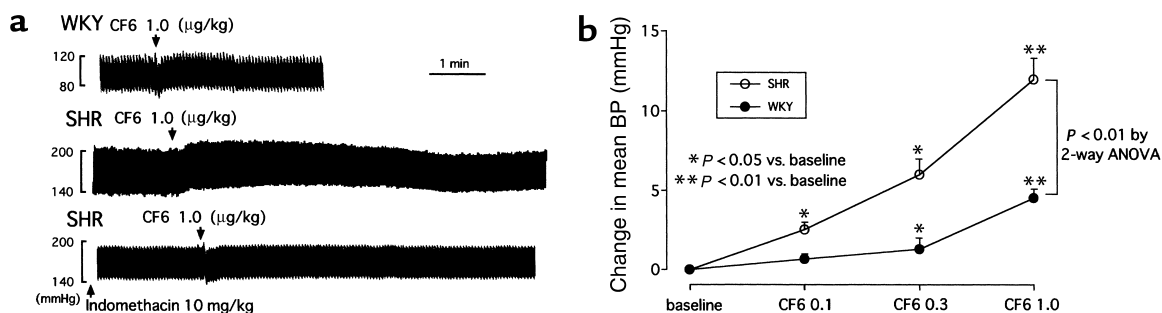 a
WKY CF6 1.0 (μg/kg)
120
80
1 min
SHR CF6 1.0 (μg/kg)
200
140
SHR CF6 1.0 (μg/kg)
200
140
(mmHg)
Indomethacin 10 mg/kg
b
Change in mean BP (mmHg)
15
10
5
0
SHR
WKY
* P < 0.05 vs. baseline
** P < 0.01 vs. baseline
*
*
**
*
**
P < 0.01 by
2-way ANOVA
baseline CF6 0.1 CF6 0.3 CF6 1.0